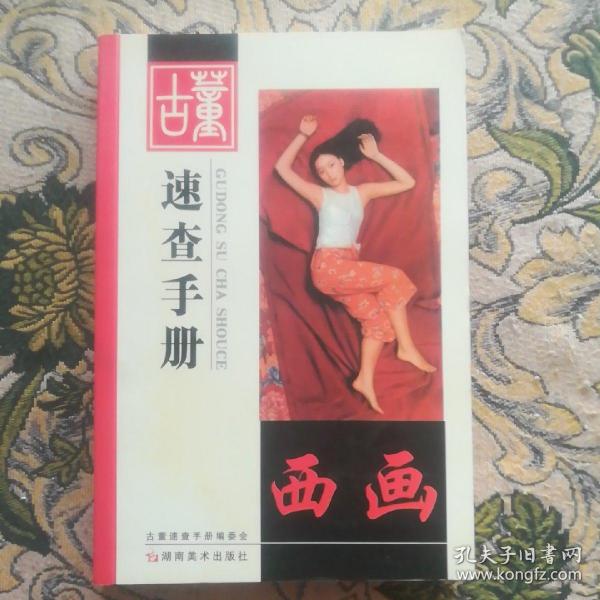 古董
速查手册
GUDONG SU CHA SHOUCE
西画
古董速查手册编委会
湖南美术出版社
孔夫子旧书网
www.kongfz.com